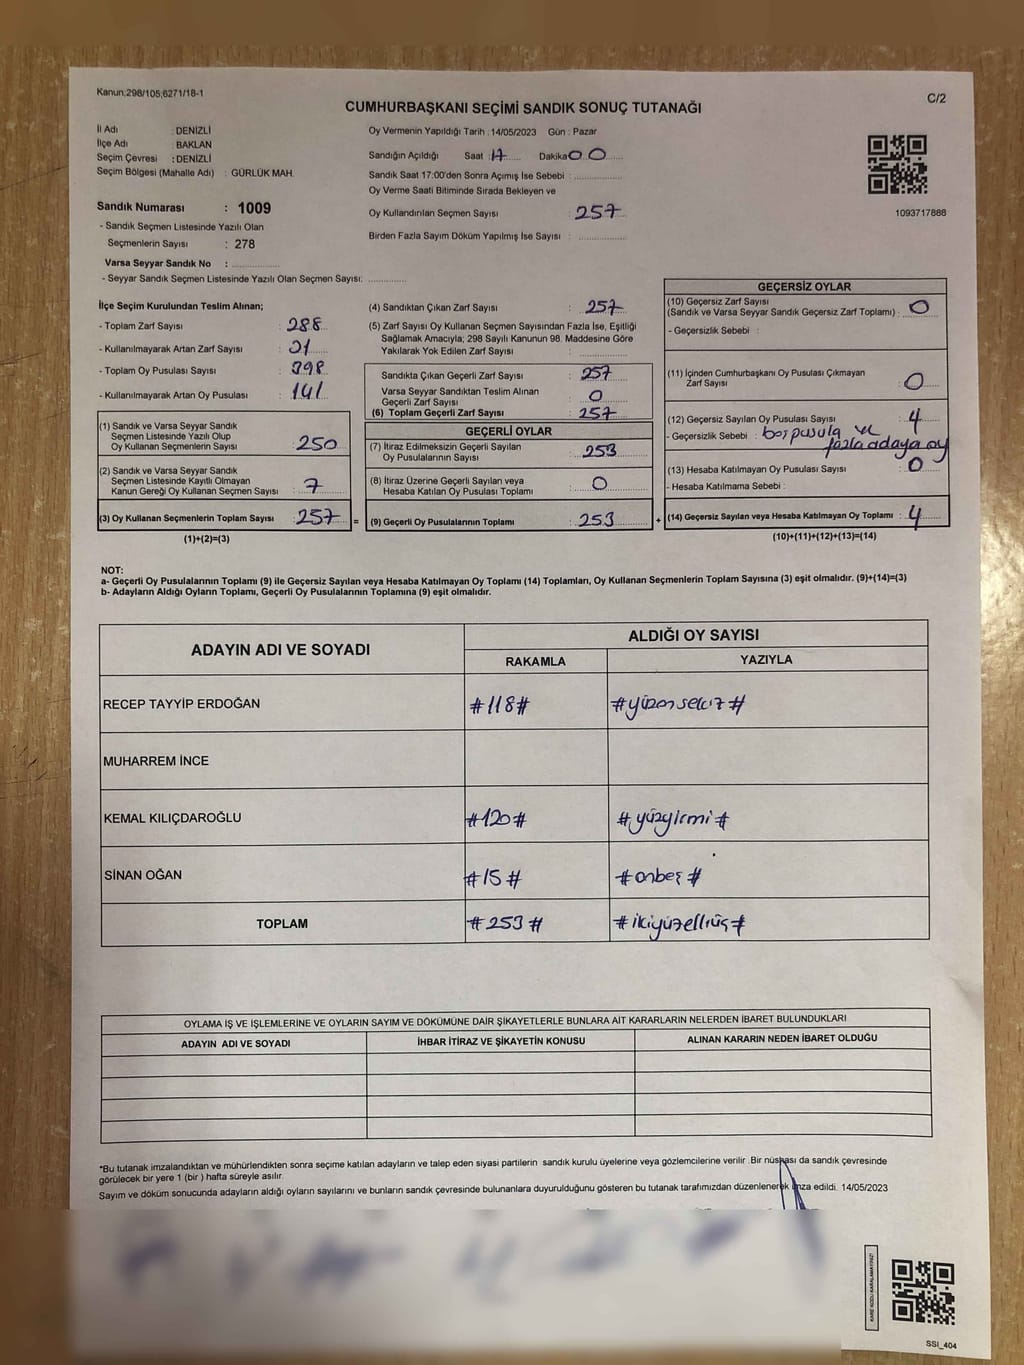 Kanun;298/105;6271/18-1
C/2
CUMHURBAŞKANI SEÇİMİ SANDIK SONUÇ TUTANAĞI
İl Adı : DENİZLİ
İlçe Adı : BAKLAN
Seçim Çevresi : DENİZLİ
Seçim Bölgesi (Mahalle Adı) : GÜRLÜK MAH.
Sandık Numarası : 1009
- Sandık Seçmen Listesinde Yazılı Olan
Seçmenlerin Sayısı : 278
Varsa Seyyar Sandık No :
- Seyyar Sandık Seçmen Listesinde Yazılı Olan Seçmen Sayısı:
Oy Vermenin Yapıldığı Tarih : 14/05/2023 Gün : Pazar
Sandığın Açıldığı Saat : 17 Dakika 00
Sandık Saat 17:00'den Sonra Açımış İse Sebebi :
Oy Verme Saati Bitiminde Sırada Bekleyen ve
Oy Kullandırılan Seçmen Sayısı : 257
Birden Fazla Sayım Döküm Yapılmış İse Sayısı :
1093717888
İlçe Seçim Kurulundan Teslim Alınan;
- Toplam Zarf Sayısı : 288
- Kullanılmayarak Artan Zarf Sayısı : 31
- Toplam Oy Pusulası Sayısı : 398
- Kullanılmayarak Artan Oy Pusulası : 141
(1) Sandık ve Varsa Seyyar Sandık
Seçmen Listesinde Yazılı Olup
Oy Kullanan Seçmenlerin Sayısı : 250
(2) Sandık ve Varsa Seyyar Sandık
Seçmen Listesinde Kayıtlı Olmayan
Kanun Gereği Oy Kullanan Seçmen Sayısı : 7
(3) Oy Kullanan Seçmenlerin Toplam Sayısı : 257 =
(1)+(2)=(3)
(4) Sandıktan Çıkan Zarf Sayısı : 257
(5) Zarf Sayısı Oy Kullanan Seçmen Sayısından Fazla İse, Eşitliği
Sağlamak Amacıyla; 298 Sayılı Kanunun 98. Maddesine Göre
Yakılarak Yok Edilen Zarf Sayısı :
Sandıkta Çıkan Geçerli Zarf Sayısı : 257
Varsa Seyyar Sandıktan Teslim Alınan
Geçerli Zarf Sayısı : 0
(6) Toplam Geçerli Zarf Sayısı : 257
GEÇERLİ OYLAR
(7) İtiraz Edilmeksizin Geçerli Sayılan
Oy Pusulalarının Sayısı : 253
(8) İtiraz Üzerine Geçerli Sayılan veya
Hesaba Katılan Oy Pusulası Toplamı : 0
(9) Geçerli Oy Pusulalarının Toplamı : 253 +
GEÇERSİZ OYLAR
(10) Geçersiz Zarf Sayısı
(Sandık ve Varsa Seyyar Sandık Geçersiz Zarf Toplamı) : 0
- Geçersizlik Sebebi :
(11) İçinden Cumhurbaşkanı Oy Pusulası Çıkmayan
Zarf Sayısı : 0
(12) Geçersiz Sayılan Oy Pusulası Sayısı : 4
- Geçersizlik Sebebi : boş pusula ve
fazla adaya oy
(13) Hesaba Katılmayan Oy Pusulası Sayısı : 0
- Hesaba Katılmama Sebebi :
(14) Geçersiz Sayılan veya Hesaba Katılmayan Oy Toplamı : 4
(10)+(11)+(12)+(13)=(14)
NOT:
a- Geçerli Oy Pusulalarının Toplamı (9) ile Geçersiz Sayılan veya Hesaba Katılmayan Oy Toplamı (14) Toplamları, Oy Kullanan Seçmenlerin Toplam Sayısına (3) eşit olmalıdır. (9)+(14)=(3)
b- Adayların Aldığı Oyların Toplamı, Geçerli Oy Pusulalarının Toplamına (9) eşit olmalıdır.
ADAYIN ADI VE SOYADI
ALDIĞI OY SAYISI
RAKAMLA YAZIYLA
RECEP TAYYİP ERDOĞAN #118# #yüzonsekiz#
MUHARREM İNCE
KEMAL KILIÇDAROĞLU #120# #yüzyirmi#
SİNAN OĞAN #15# #onbeş#
TOPLAM #253# #ikiyüzelliüç#
OYLAMA İŞ VE İŞLEMLERİNE VE OYLARIN SAYIM VE DÖKÜMÜNE DAİR ŞİKAYETLERLE BUNLARA AİT KARARLARIN NELERDEN İBARET BULUNDUKLARI
ADAYIN ADI VE SOYADI İHBAR İTİRAZ VE ŞİKAYETİN KONUSU ALINAN KARARIN NEDEN İBARET OLDUĞU
*Bu tutanak imzalandıktan ve mühürlendikten sonra seçime katılan adayların ve talep eden siyasi partilerin sandık kurulu üyelerine veya gözlemcilerine verilir .Bir nüshası da sandık çevresinde
görülecek bir yere 1 (bir ) hafta süreyle asılır.
Sayım ve döküm sonucunda adayların aldığı oyların sayılarını ve bunların sandık çevresinde bulunanlara duyurulduğunu gösteren bu tutanak tarafımızdan düzenlenerek imza edildi. 14/05/2023
KARE KODU KARALAMAYINIZ!
SSI_404